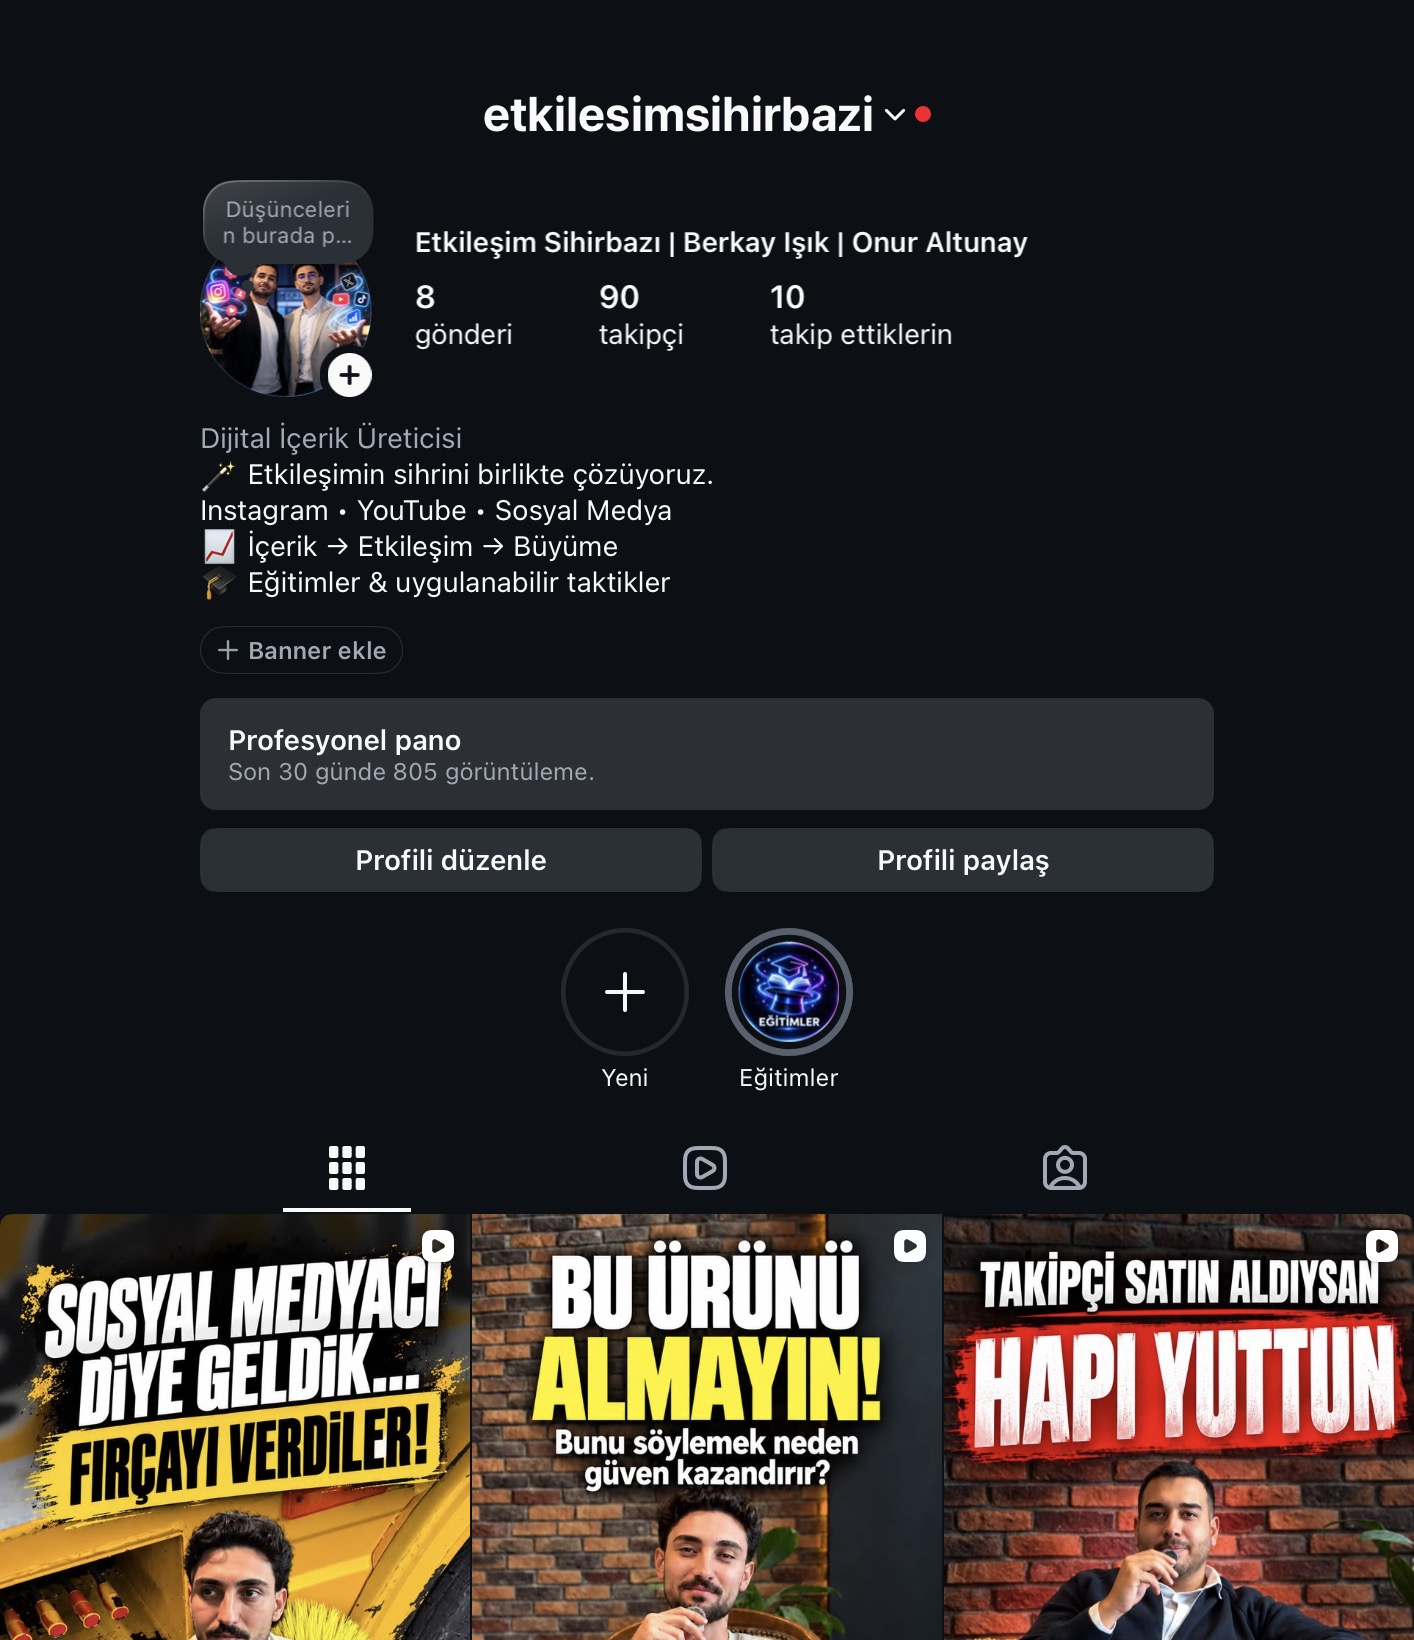 etkilesimsihirbazi
Düşünceleri
n burada p...
Etkileşim Sihirbazı | Berkay Işık | Onur Altunay
8
gönderi
90
takipçi
10
takip ettiklerin
Dijital İçerik Üreticisi
🪄 Etkileşimin sihrini birlikte çözüyoruz.
Instagram • YouTube • Sosyal Medya
📈 İçerik → Etkileşim → Büyüme
🎓 Eğitimler & uygulanabilir taktikler
+ Banner ekle
Profesyonel pano
Son 30 günde 805 görüntüleme.
Profili düzenle
Profili paylaş
EĞİTİMLER
Yeni
Eğitimler
SOSYAL MEDYACI
DİYE GELDİK...
FIRÇAYI VERDİLER!
BU ÜRÜNÜ
ALMAYIN!
Bunu söylemek neden
güven kazandırır?
TAKİPÇİ SATIN ALDIYSAN
HAPI YUTTUN